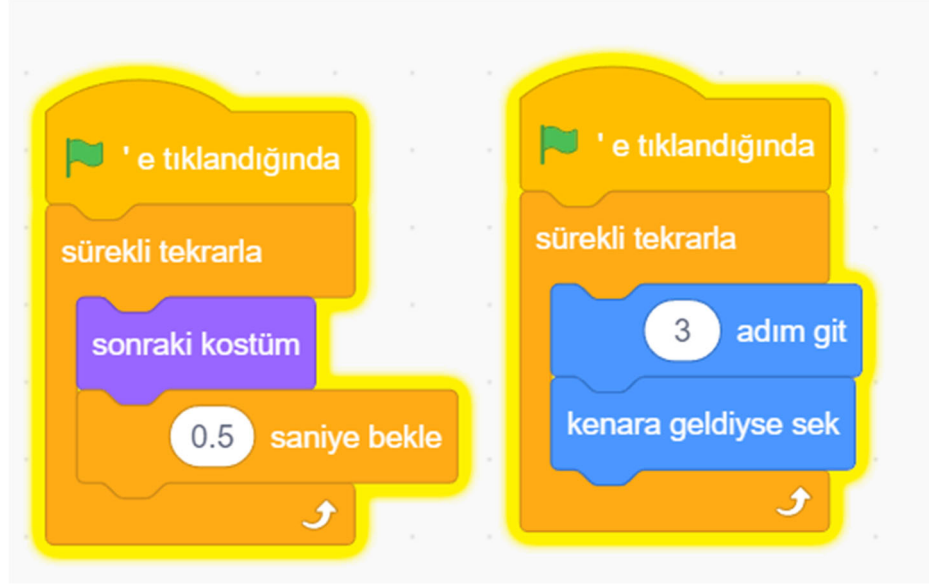 ' e tıklandığında
sürekli tekrarla
sonraki kostüm
0.5 saniye bekle
' e tıklandığında
sürekli tekrarla
3 adım git
kenara geldiyse sek